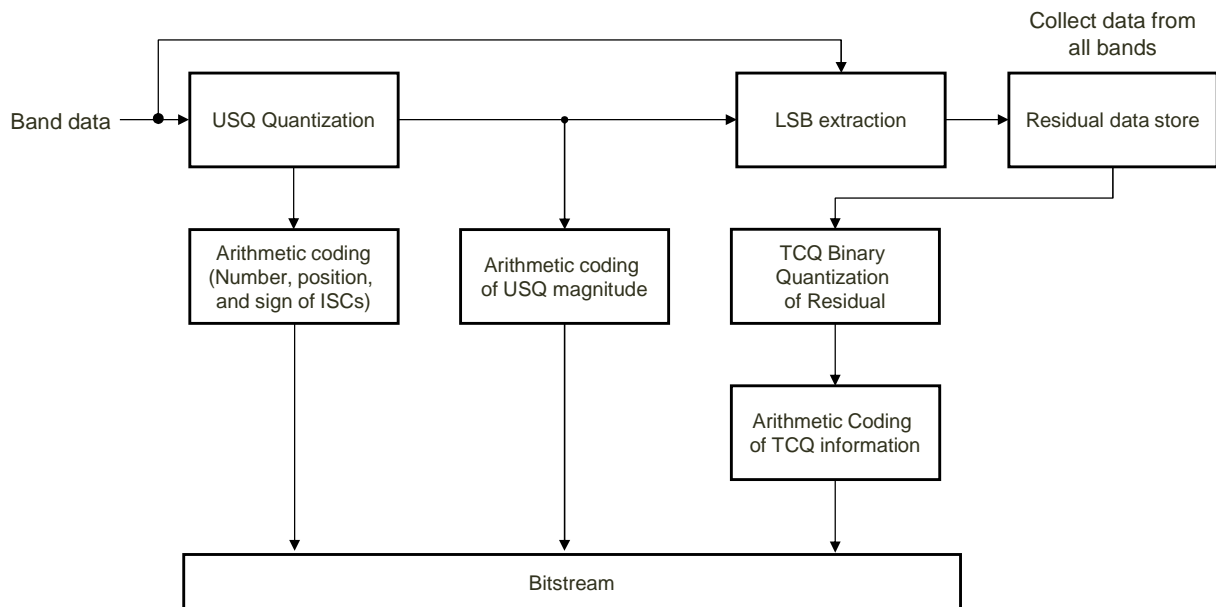 Collect data from
all bands
Band data
USQ Quantization
LSB extraction
Residual data store
Arithmetic coding
(Number, position,
and sign of ISCs)
Arithmetic coding
of USQ magnitude
TCQ Binary
Quantization
of Residual
Arithmetic Coding
of TCQ information
Bitstream